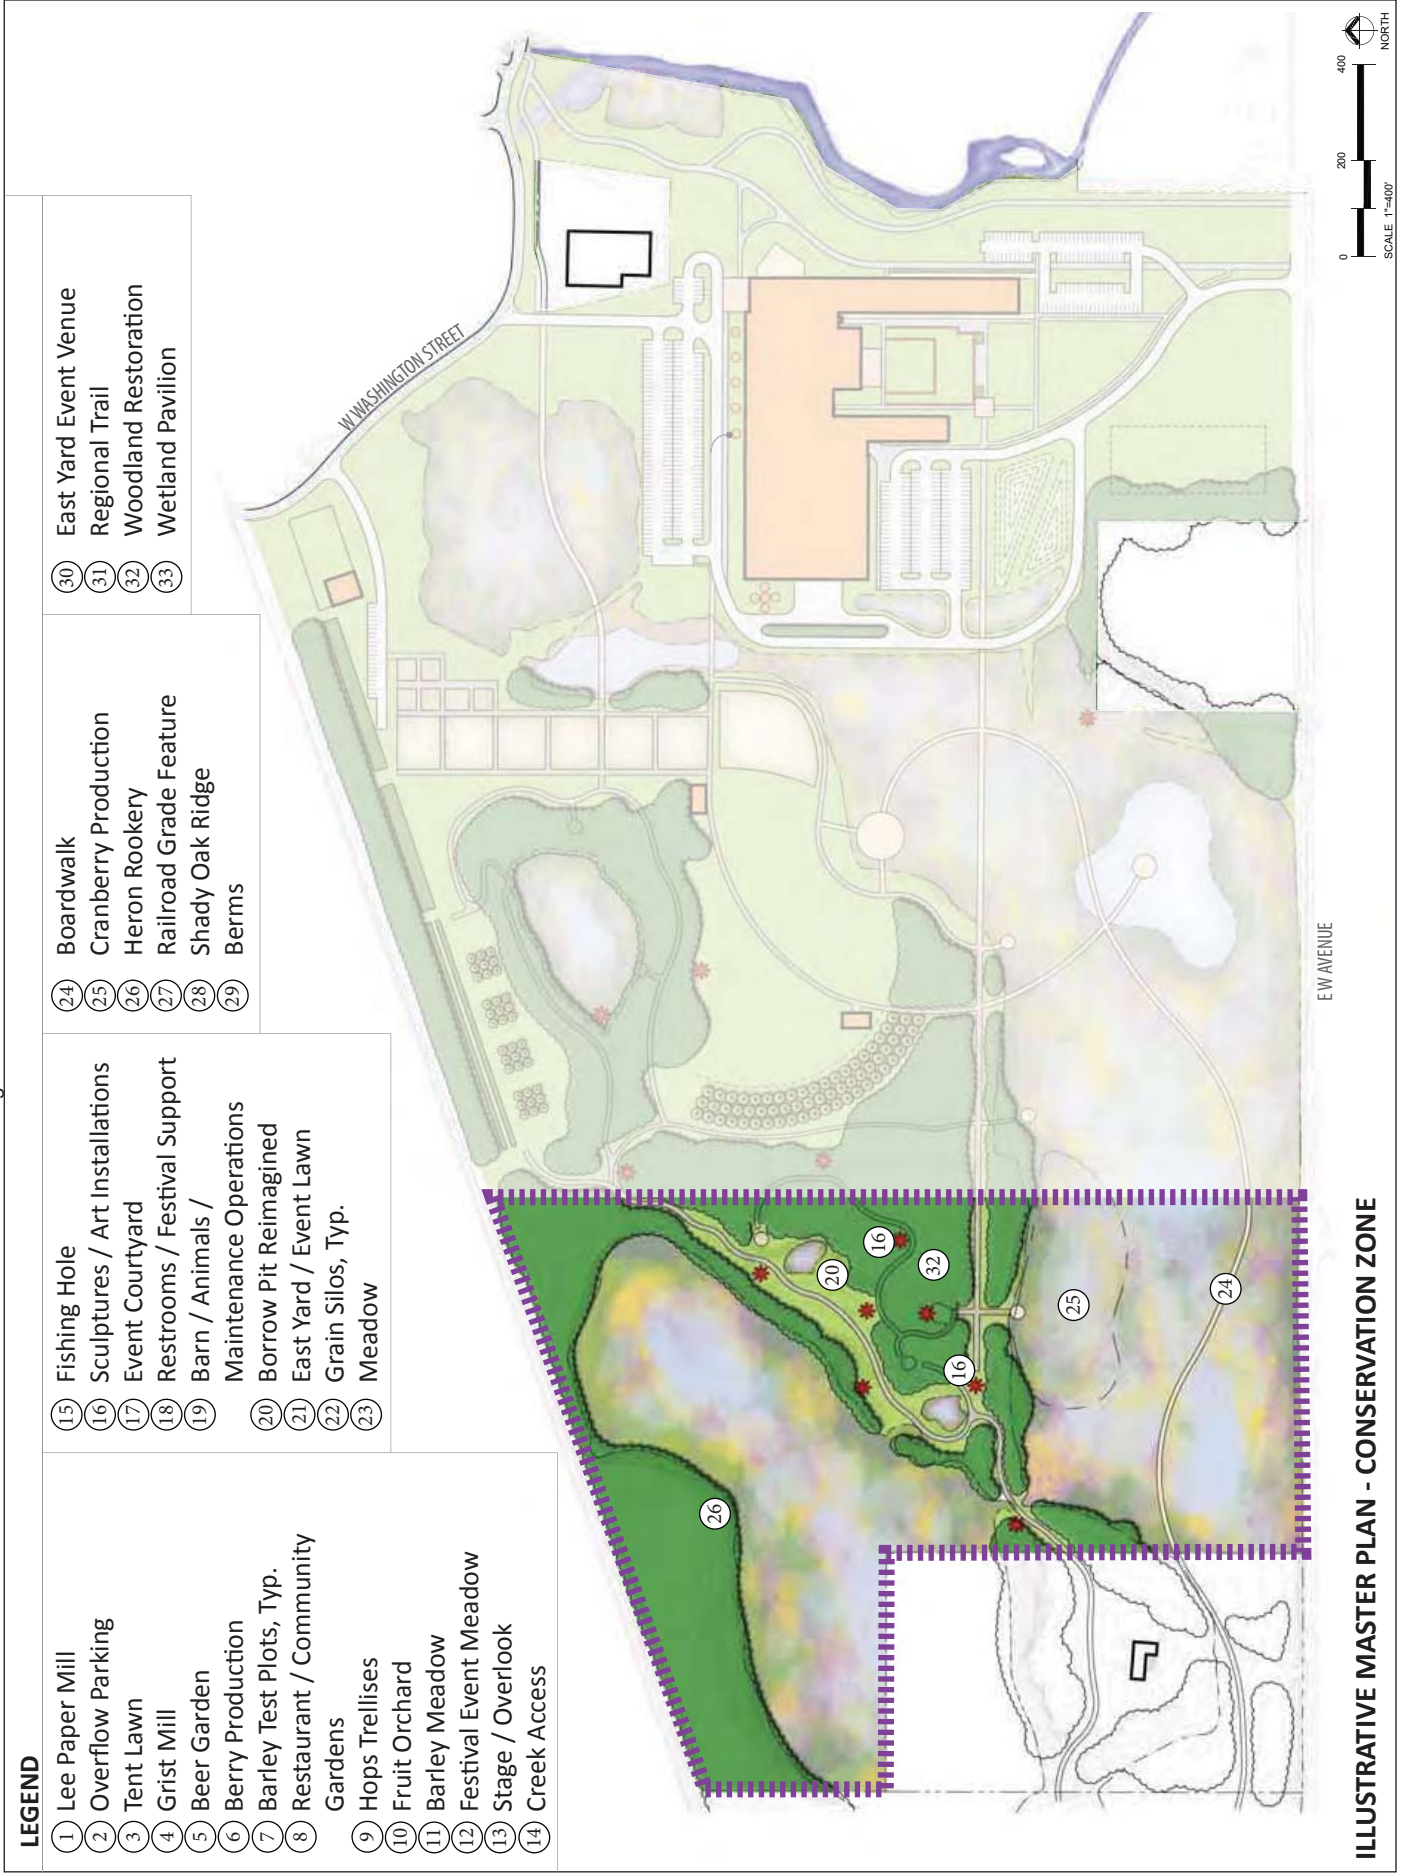 LEGEND
1 Lee Paper Mill
2 Overflow Parking
3 Tent Lawn
4 Grist Mill
5 Beer Garden
6 Berry Production
7 Barley Test Plots, Typ.
8 Restaurant / Community
Gardens
9 Hops Trellises
10 Fruit Orchard
11 Barley Meadow
12 Festival Event Meadow
13 Stage / Overlook
14 Creek Access
15 Fishing Hole
16 Sculptures / Art Installations
17 Event Courtyard
18 Restrooms / Festival Support
19 Barn / Animals /
Maintenance Operations
20 Borrow Pit Reimagined
21 East Yard / Event Lawn
22 Grain Silos, Typ.
23 Meadow
24 Boardwalk
25 Cranberry Production
26 Heron Rookery
27 Railroad Grade Feature
28 Shady Oak Ridge
29 Berms
30 East Yard Event Venue
31 Regional Trail
32 Woodland Restoration
33 Wetland Pavilion
W WASHINGTON STREET
26
20
16
32
16
25
24
E W AVENUE
ILLUSTRATIVE MASTER PLAN - CONSERVATION ZONE
0 200 400
SCALE 1"=400'
NORTH